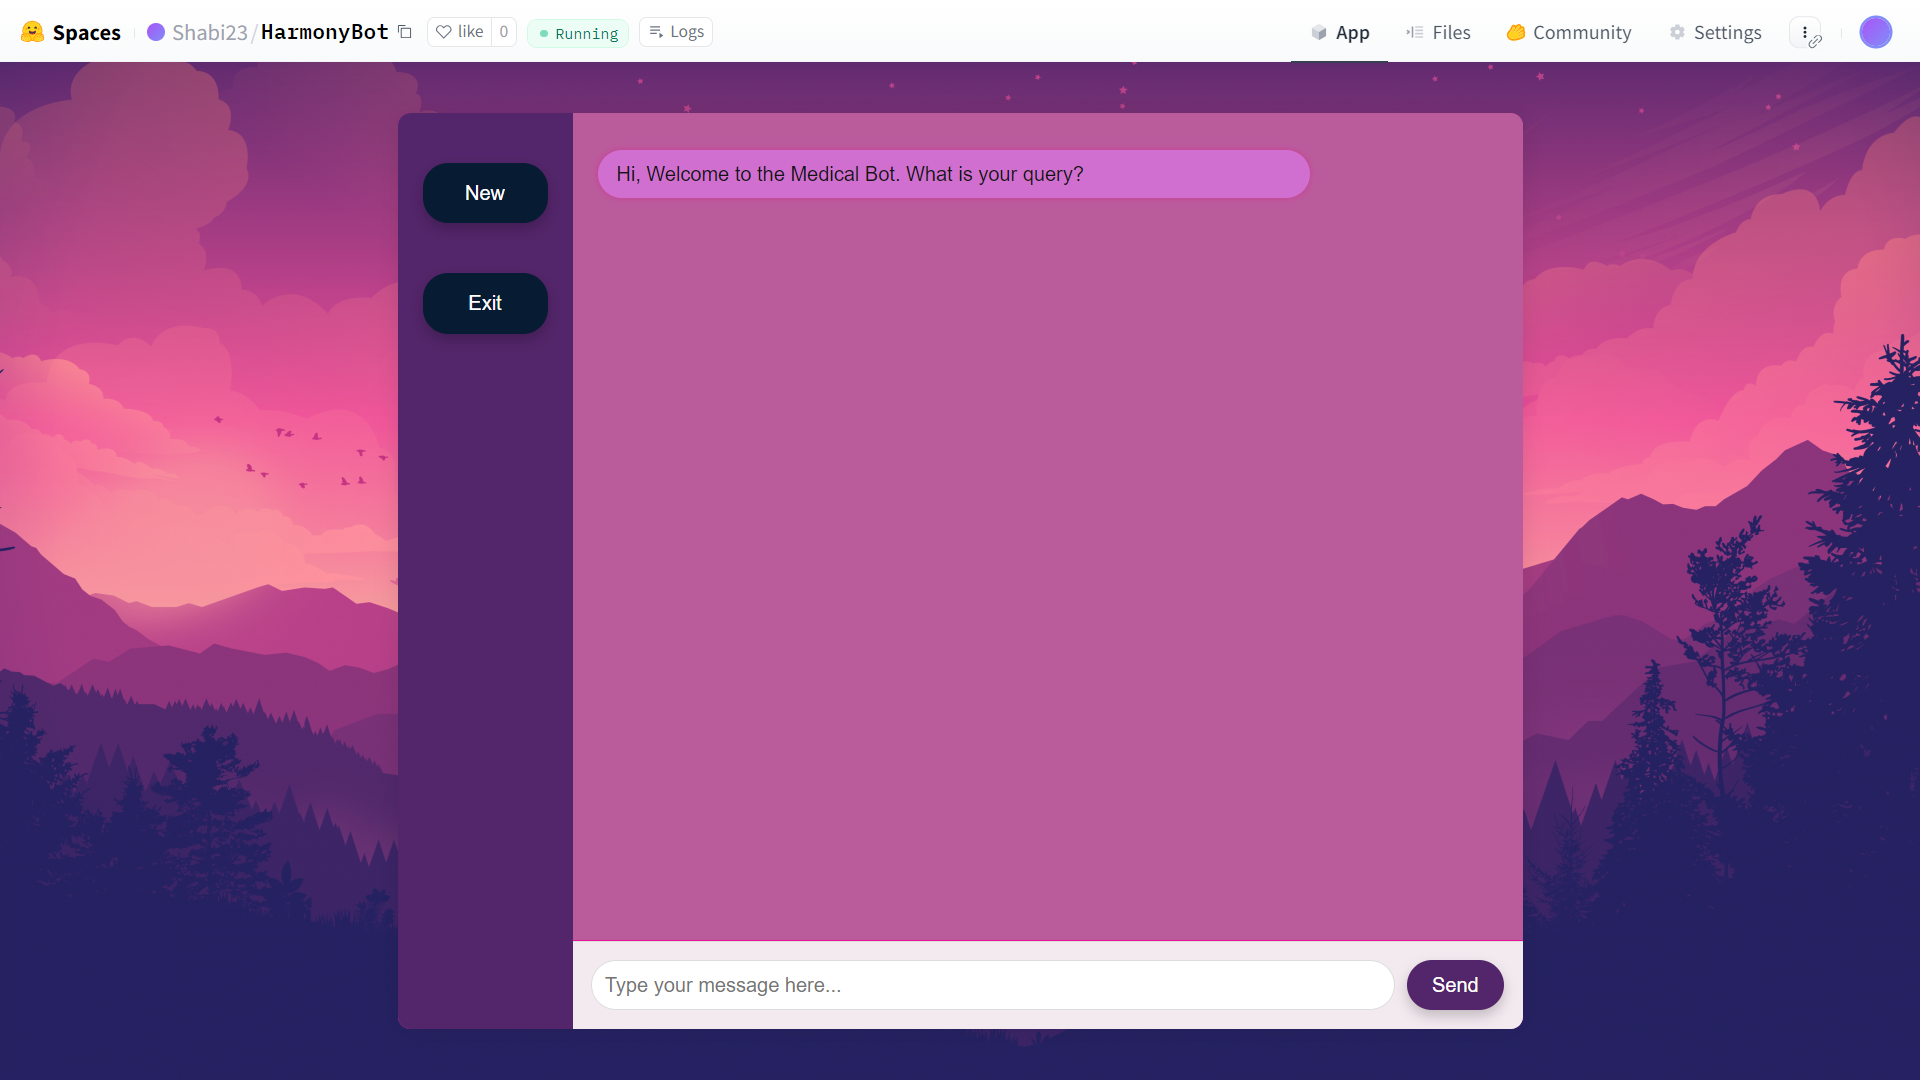 Spaces Shabi23/HarmonyBot like 0 Running Logs App Files Community Settings
New
Exit
Hi, Welcome to the Medical Bot. What is your query?
Type your message here... Send